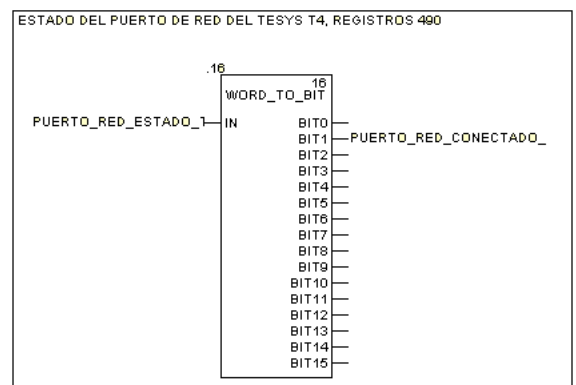 ESTADO DEL PUERTO DE RED DEL TESYS T4, REGISTROS 490
.16
16
WORD_TO_BIT
PUERTO_RED_ESTADO_T IN BIT0
BIT1 PUERTO_RED_CONECTADO_
BIT2
BIT3
BIT4
BIT5
BIT6
BIT7
BIT8
BIT9
BIT10
BIT11
BIT12
BIT13
BIT14
BIT15